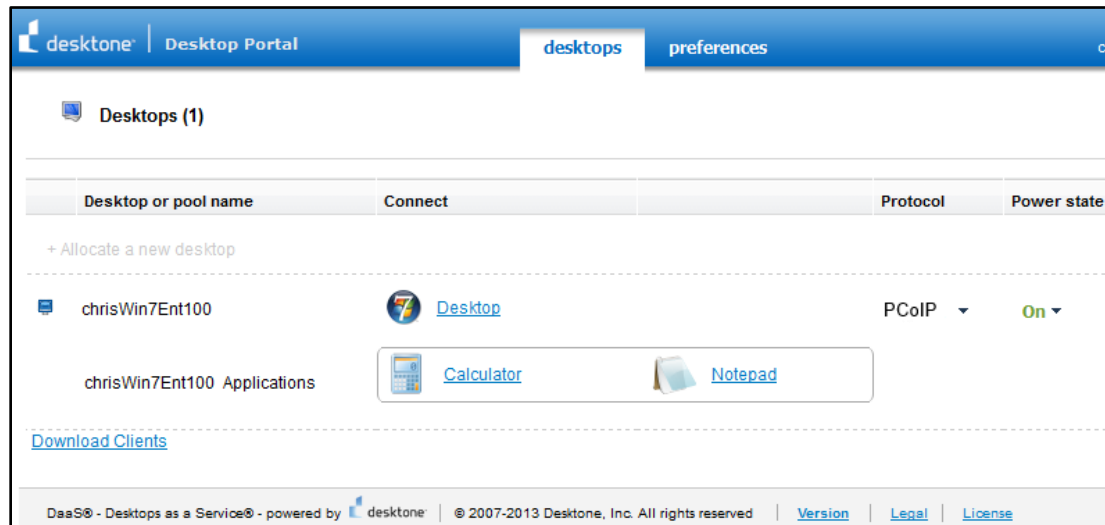 desktone Desktop Portal desktops preferences
Desktops (1)
Desktop or pool name Connect Protocol Power state
+ Allocate a new desktop
chrisWin7Ent100 Desktop PCoIP On
chrisWin7Ent100 Applications Calculator Notepad
Download Clients
DaaS® - Desktops as a Service® - powered by desktone | © 2007-2013 Desktone, Inc. All rights reserved | Version | Legal | License